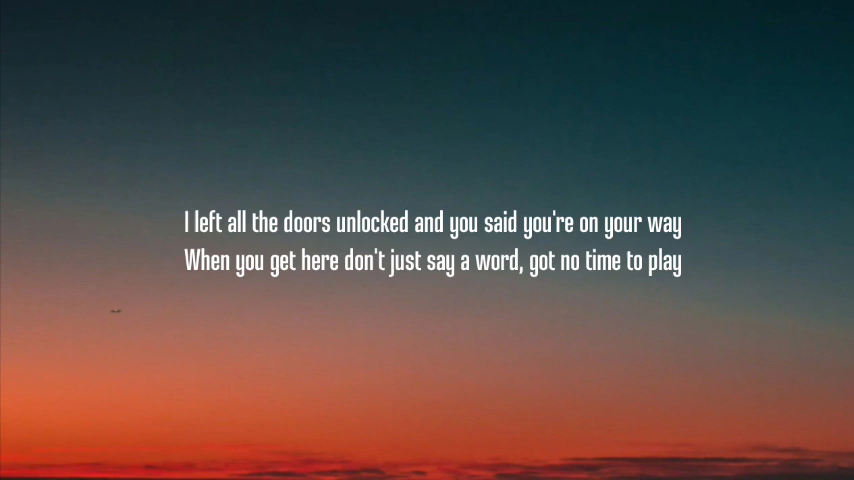 I left all the doors unlocked and you said you're on your way
When you get here don't just say a word, got no time to play